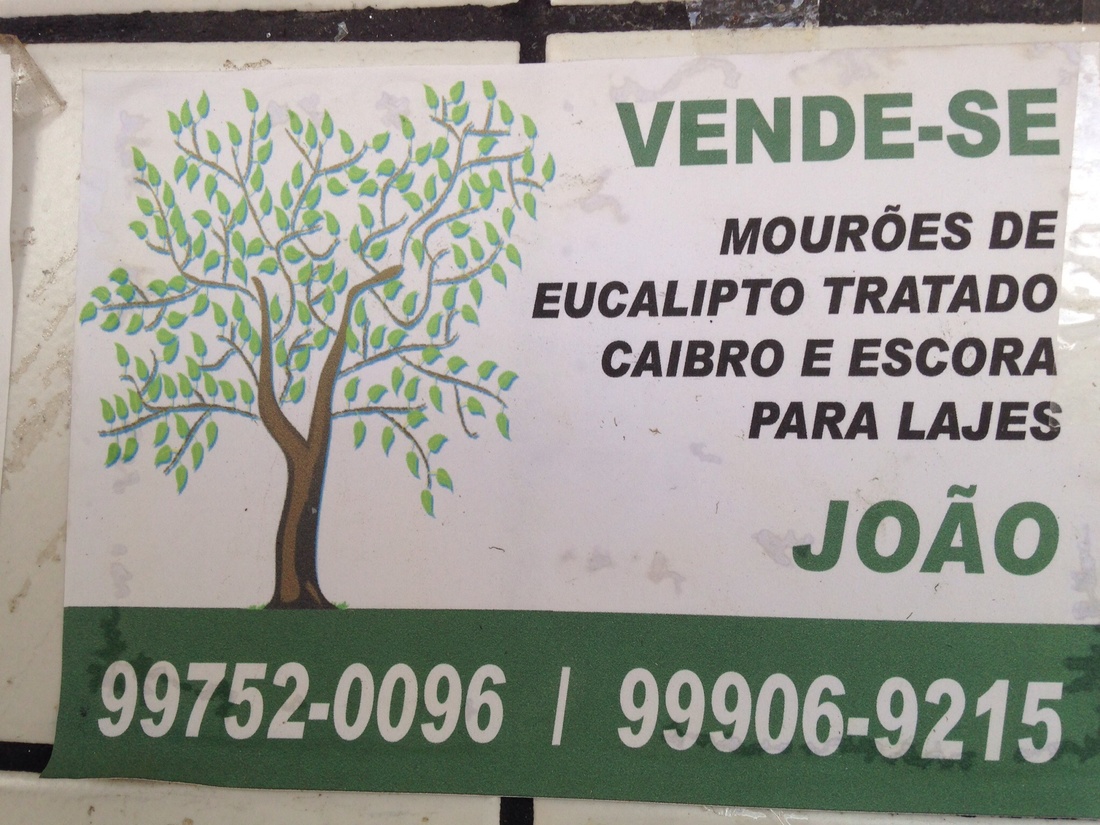 VENDE-SE
MOURÕES DE
EUCALIPTO TRATADO
CAIBRO E ESCORA
PARA LAJES
JOÃO
99752-0096 / 99906-9215